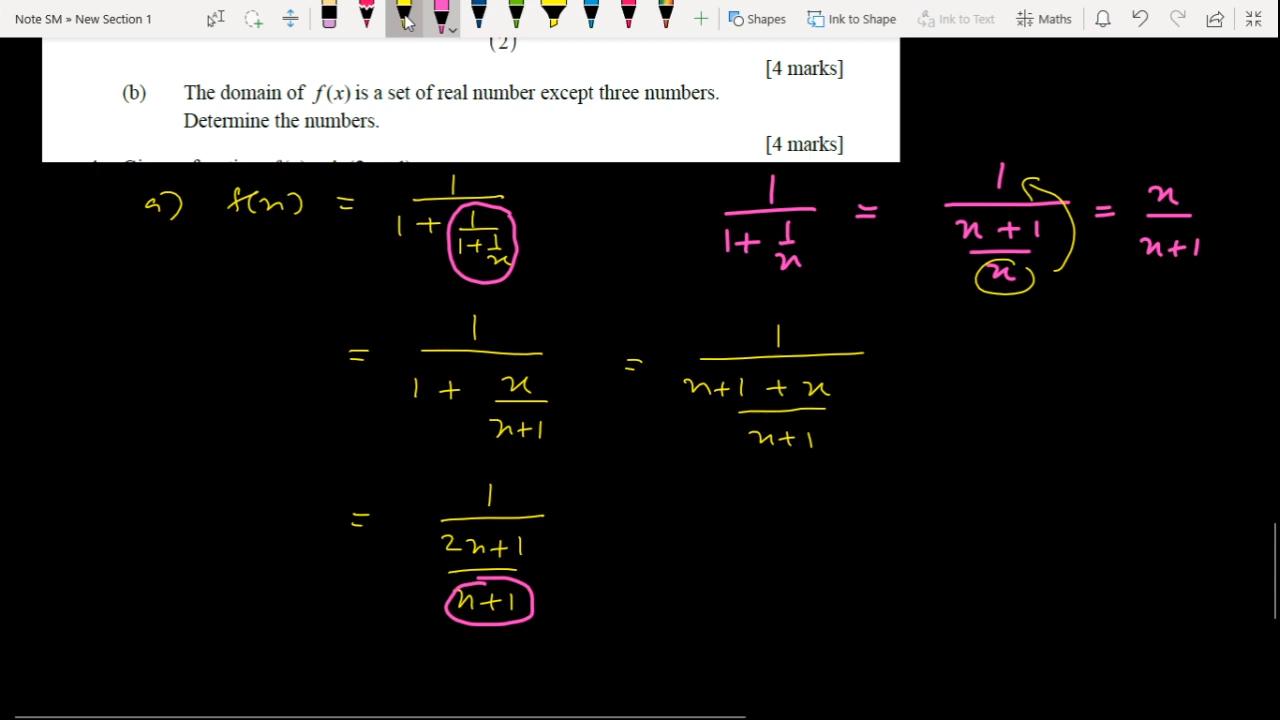 Note SM » New Section 1
Shapes Ink to Shape Ink to Text Maths
(2)
[4 marks]
(b) The domain of f(x) is a set of real number except three numbers.
Determine the numbers.
[4 marks]
a) f(x) = 1/(1 + 1/(1 + 1/x))
1/(1 + 1/x) = 1/((x + 1)/x) = x/(x+1)
= 1/(1 + x/(x+1)) = 1/((x+1 + x)/(x+1))
= 1/((2x+1)/(x+1))